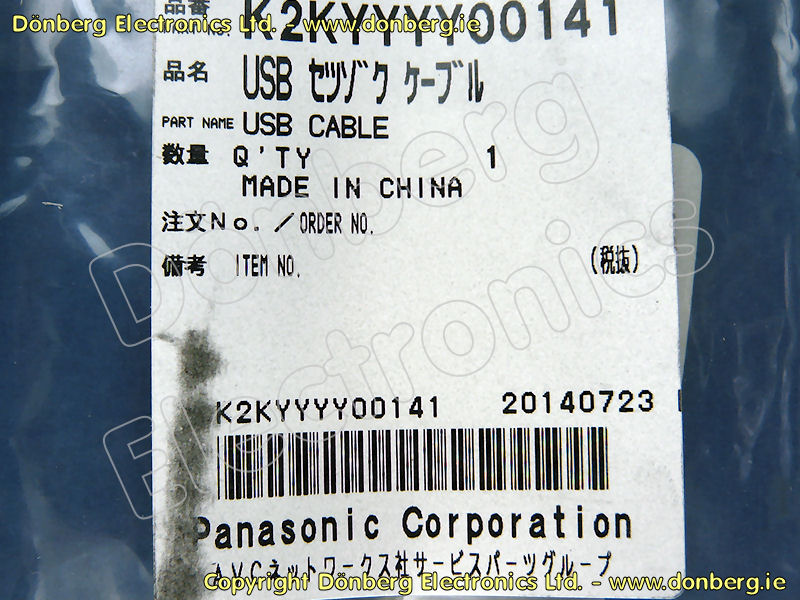 Dönberg Electronics Ltd. - www.donberg.ie
品番 K2KYYYY00141
品名 USB セツゾク ケーブル
PART NAME USB CABLE
数量 Q'TY 1
MADE IN CHINA
注文No.／ORDER NO.
備考 ITEM NO. (税抜)
Dönberg
Electronics
K2KYYYY00141 20140723
Panasonic Corporation
AVCネットワークス社サービスパーツグループ
Copyright Dönberg Electronics Ltd. - www.donberg.ie